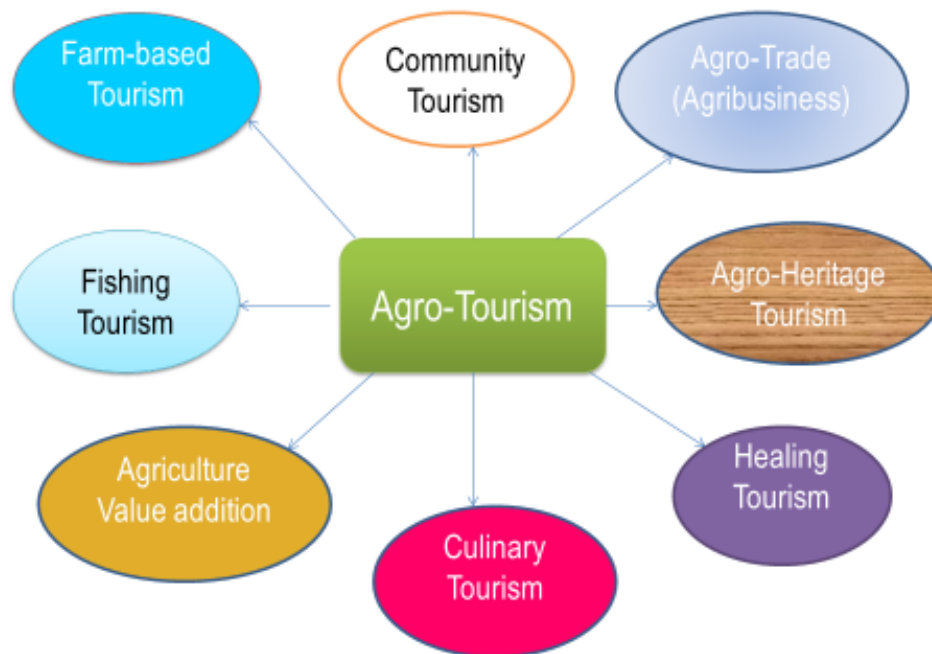 Farm-based
Tourism
Community
Tourism
Agro-Trade
(Agribusiness)
Fishing
Tourism
Agro-Tourism
Agro-Heritage
Tourism
Agriculture
Value addition
Culinary
Tourism
Healing
Tourism